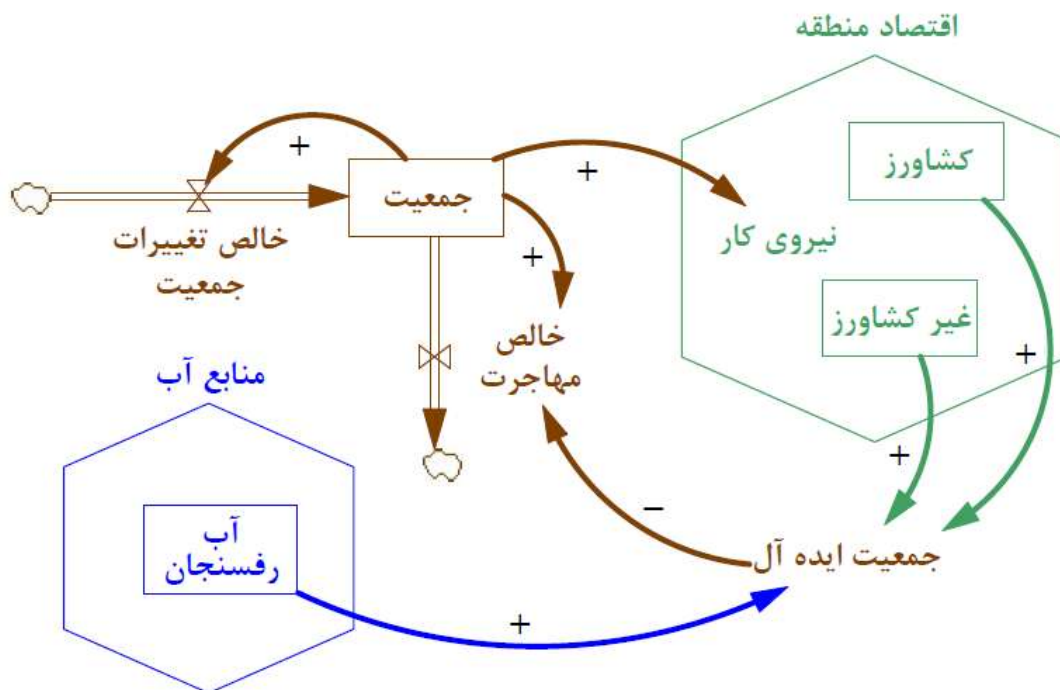 اقتصاد منطقه
کشاورز
+
+
جمعیت
نیروی کار
خالص تغییرات
جمعیت
+
غیر کشاورز
خالص
مهاجرت
+
منابع آب
+
-
آب
رفسنجان
جمعیت ایده آل
+